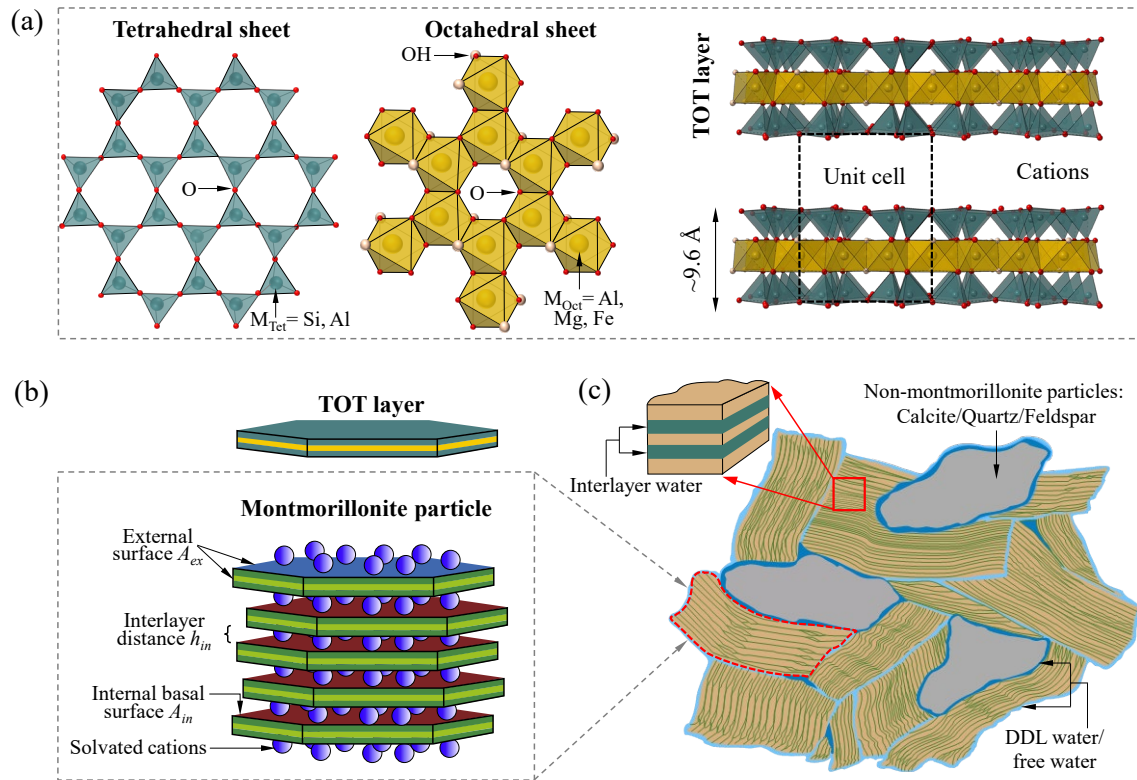 (a)
Tetrahedral sheet
O
M_Tet= Si, Al
Octahedral sheet
OH
O
M_Oct= Al,
Mg, Fe
TOT layer
Unit cell
Cations
~9.6 Å
(b)
TOT layer
Montmorillonite particle
External
surface A_ex
Interlayer
distance h_in
Internal basal
surface A_in
Solvated cations
(c)
Interlayer water
Non-montmorillonite particles:
Calcite/Quartz/Feldspar
DDL water/
free water